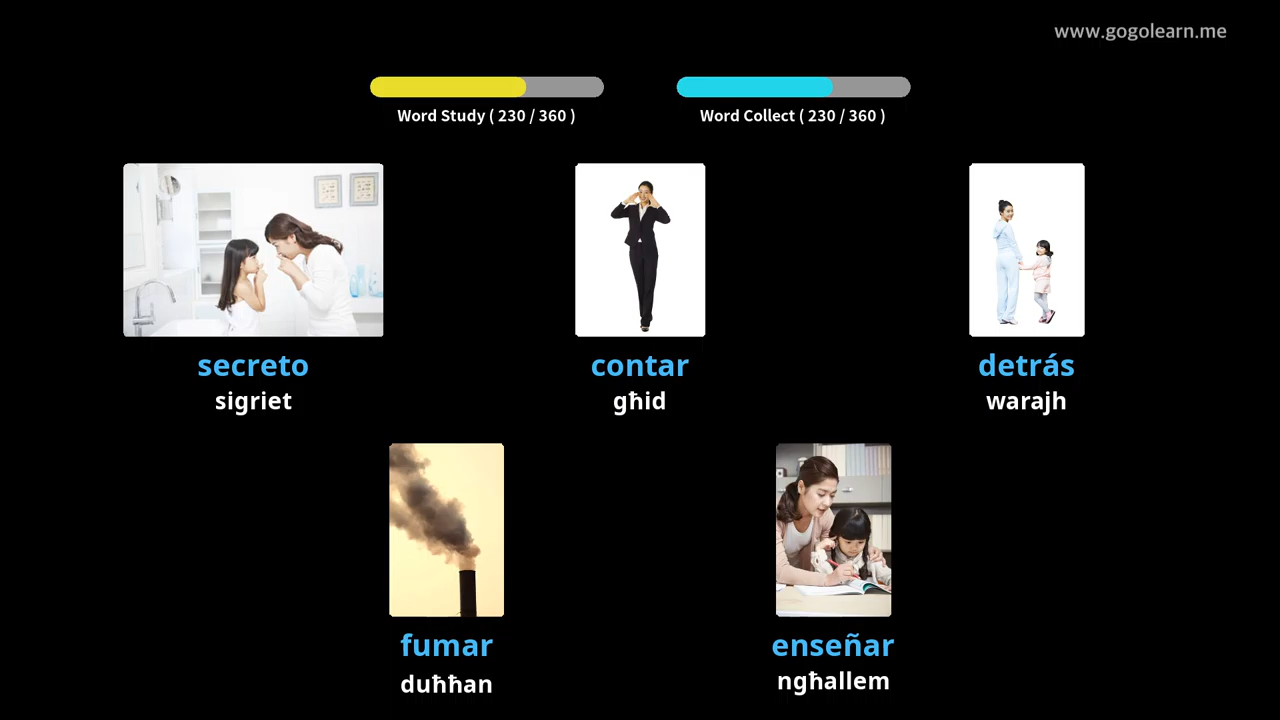 www.gogolearn.me
Word Study ( 230 / 360 )
Word Collect ( 230 / 360 )
secreto
sigriet
contar
għid
detrás
warajh
fumar
duħħan
enseñar
ngħallem